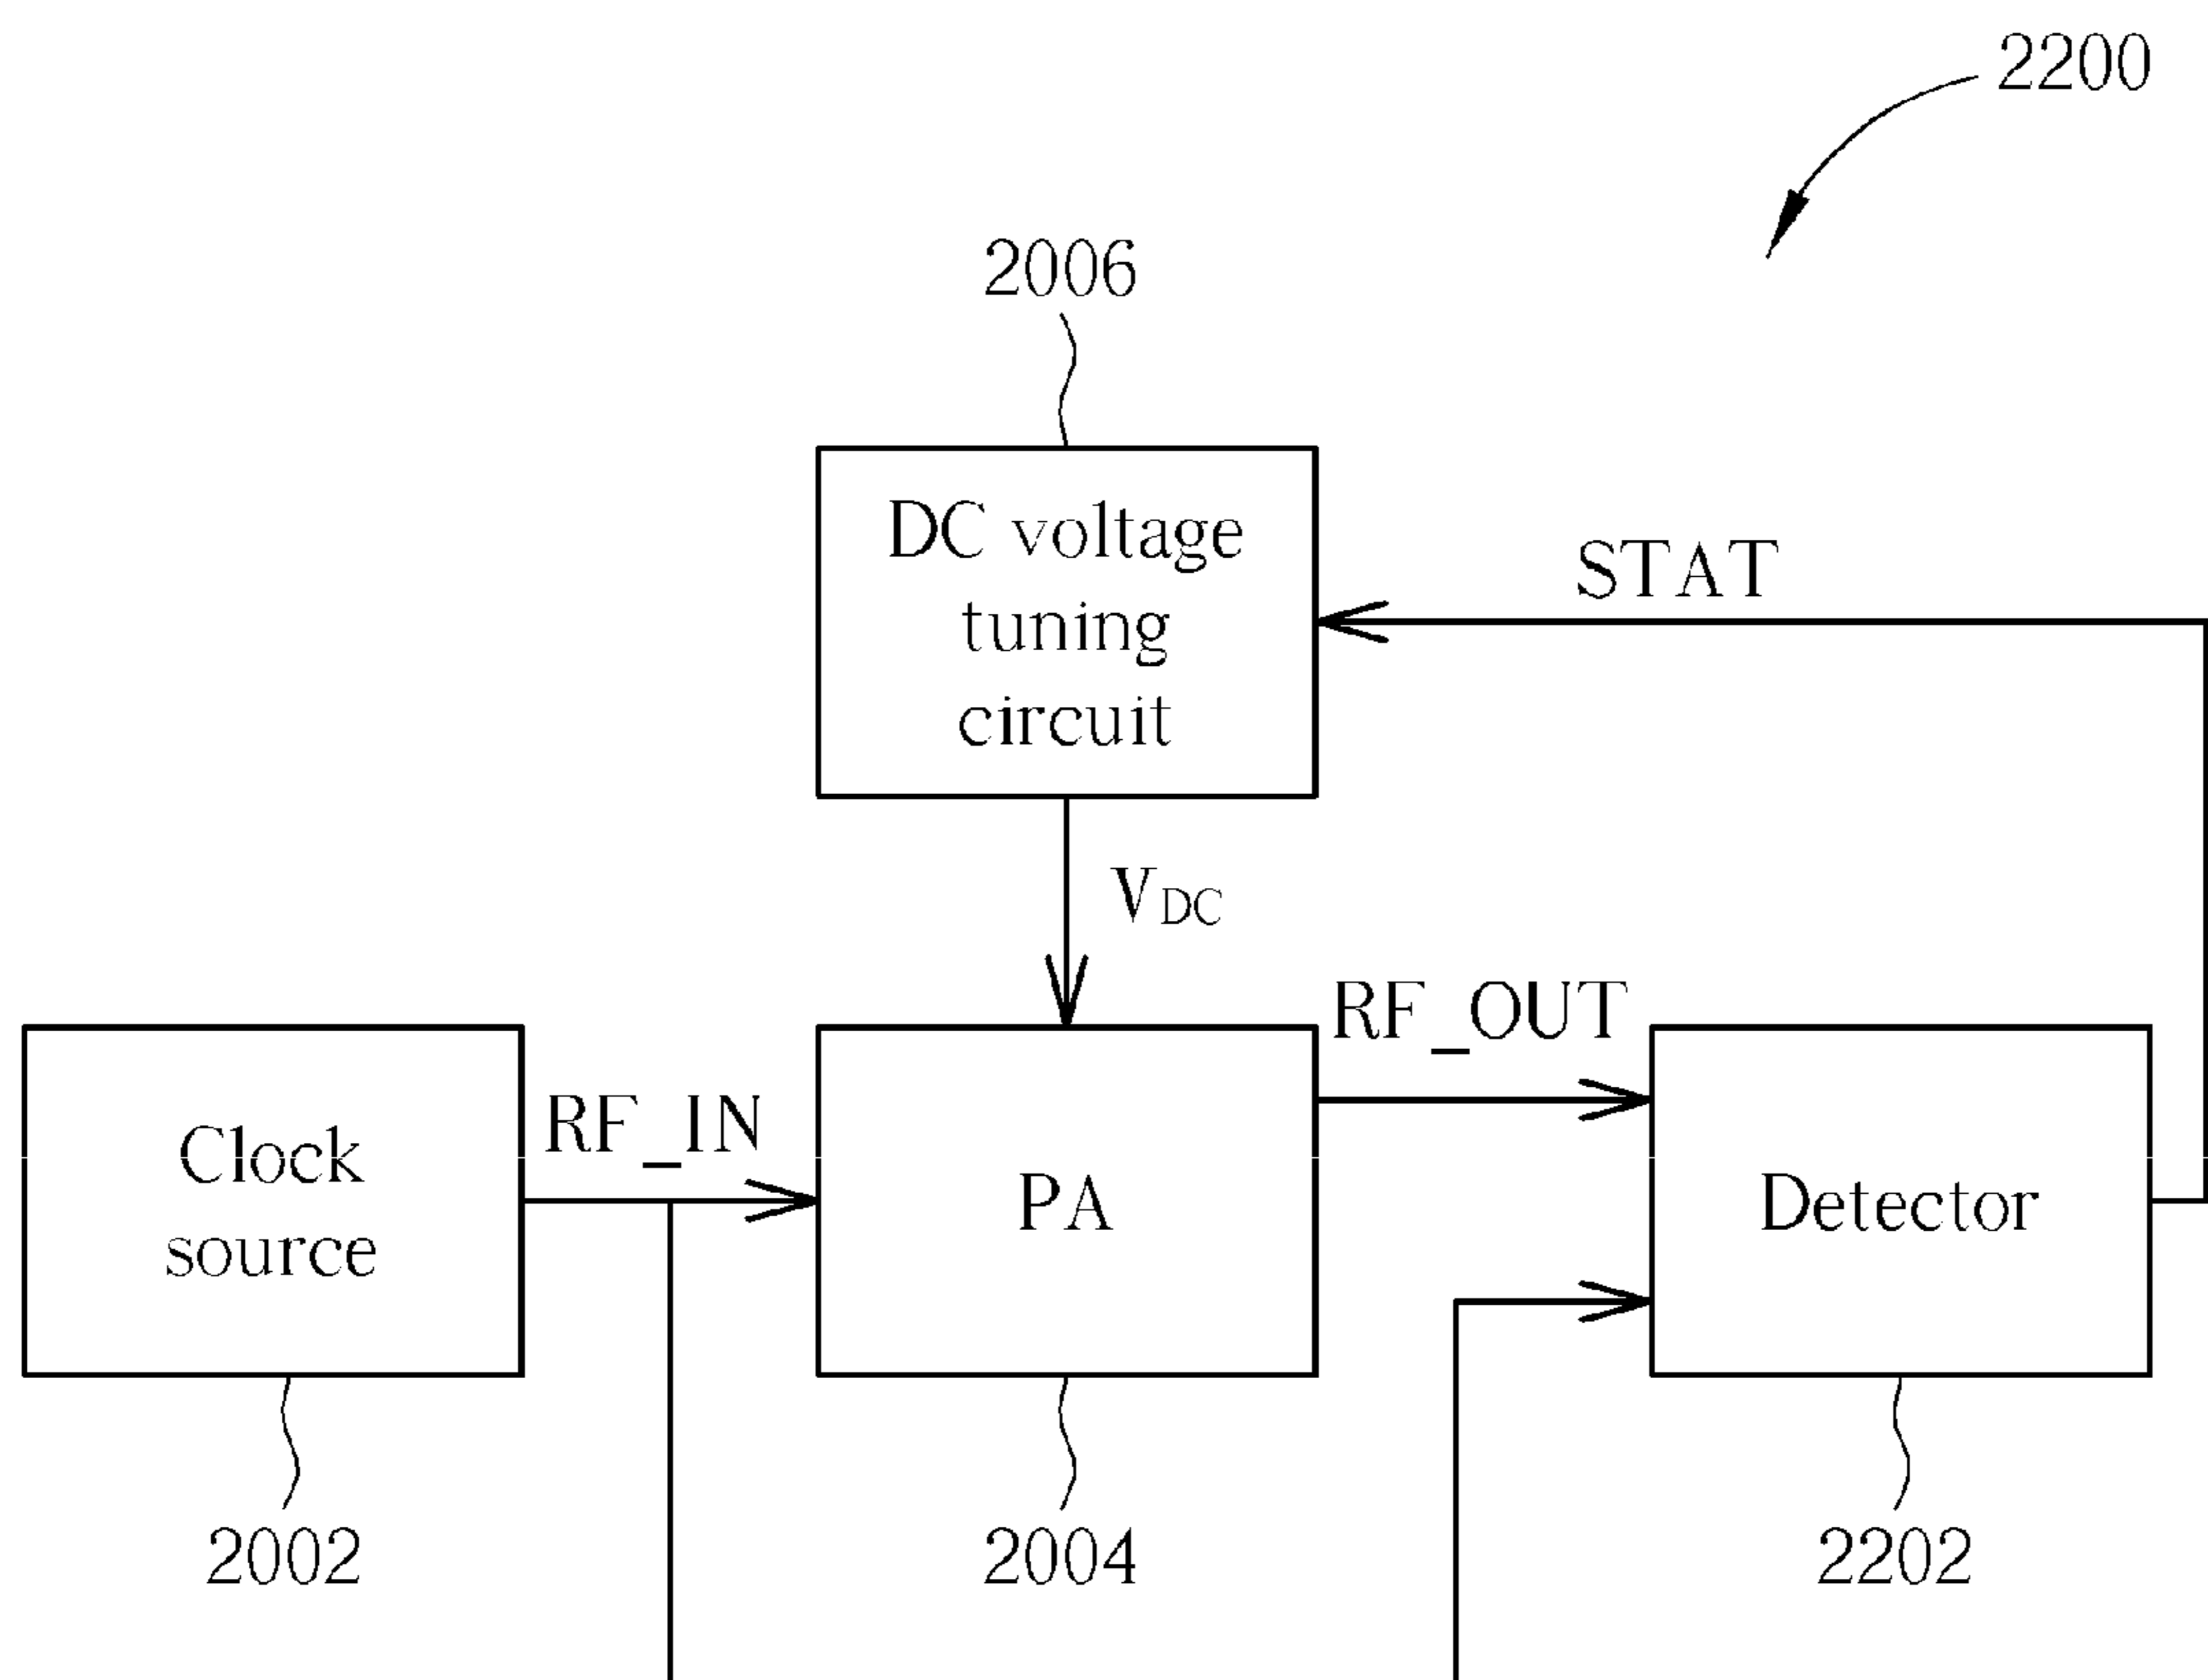 2200
2006
DC voltage
tuning
circuit
STAT
VDC
RF_OUT
RF_IN
Clock
source
PA
Detector
2002
2004
2202